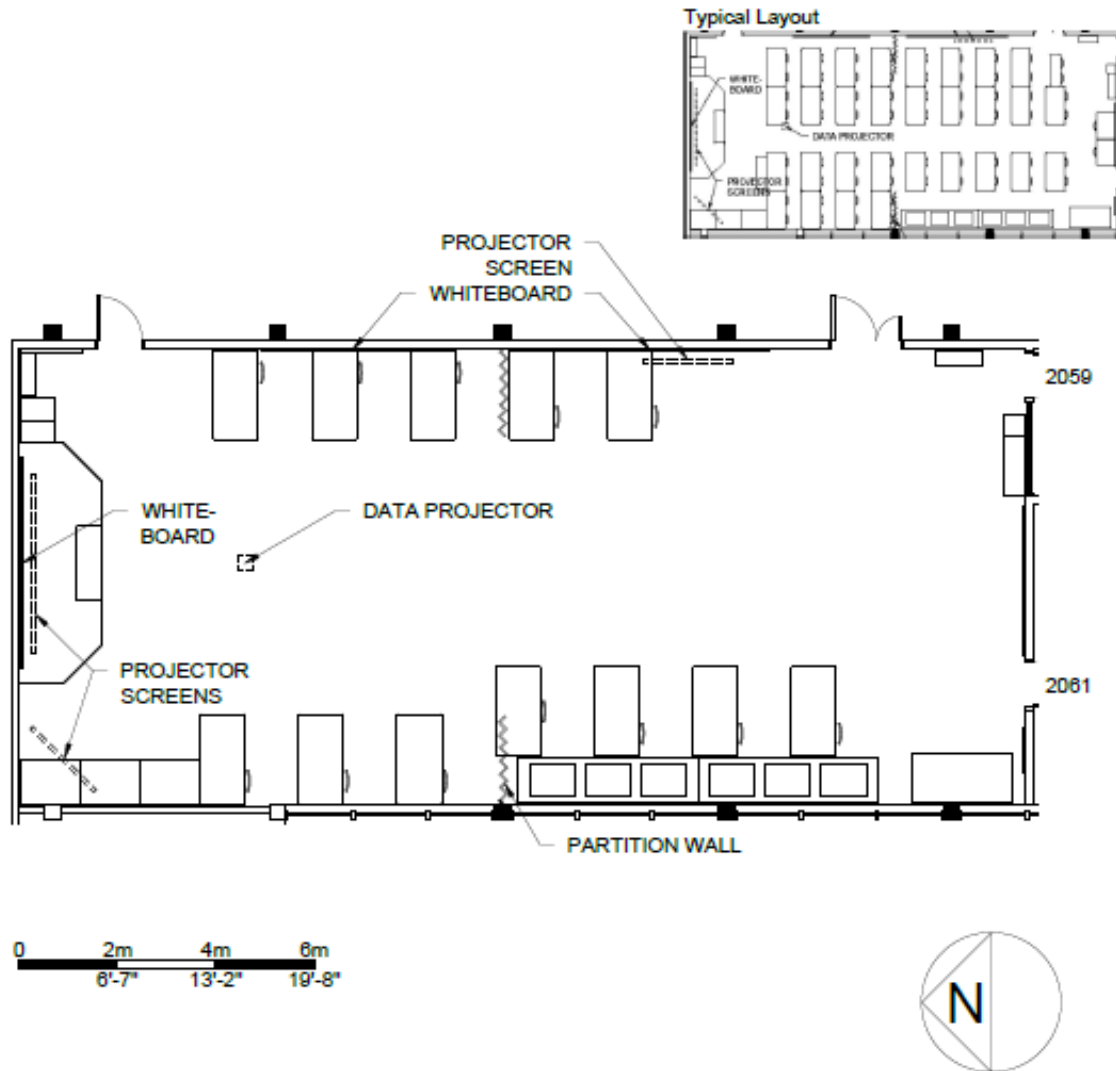 Typical Layout
WHITE-
BOARD
DATA PROJECTOR
PROJECTOR
SCREENS
PROJECTOR
SCREEN
WHITEBOARD
2059
WHITE-
BOARD
DATA PROJECTOR
PROJECTOR
SCREENS
2061
PARTITION WALL
0 2m 4m 6m
6'-7" 13'-2" 19'-8"
N